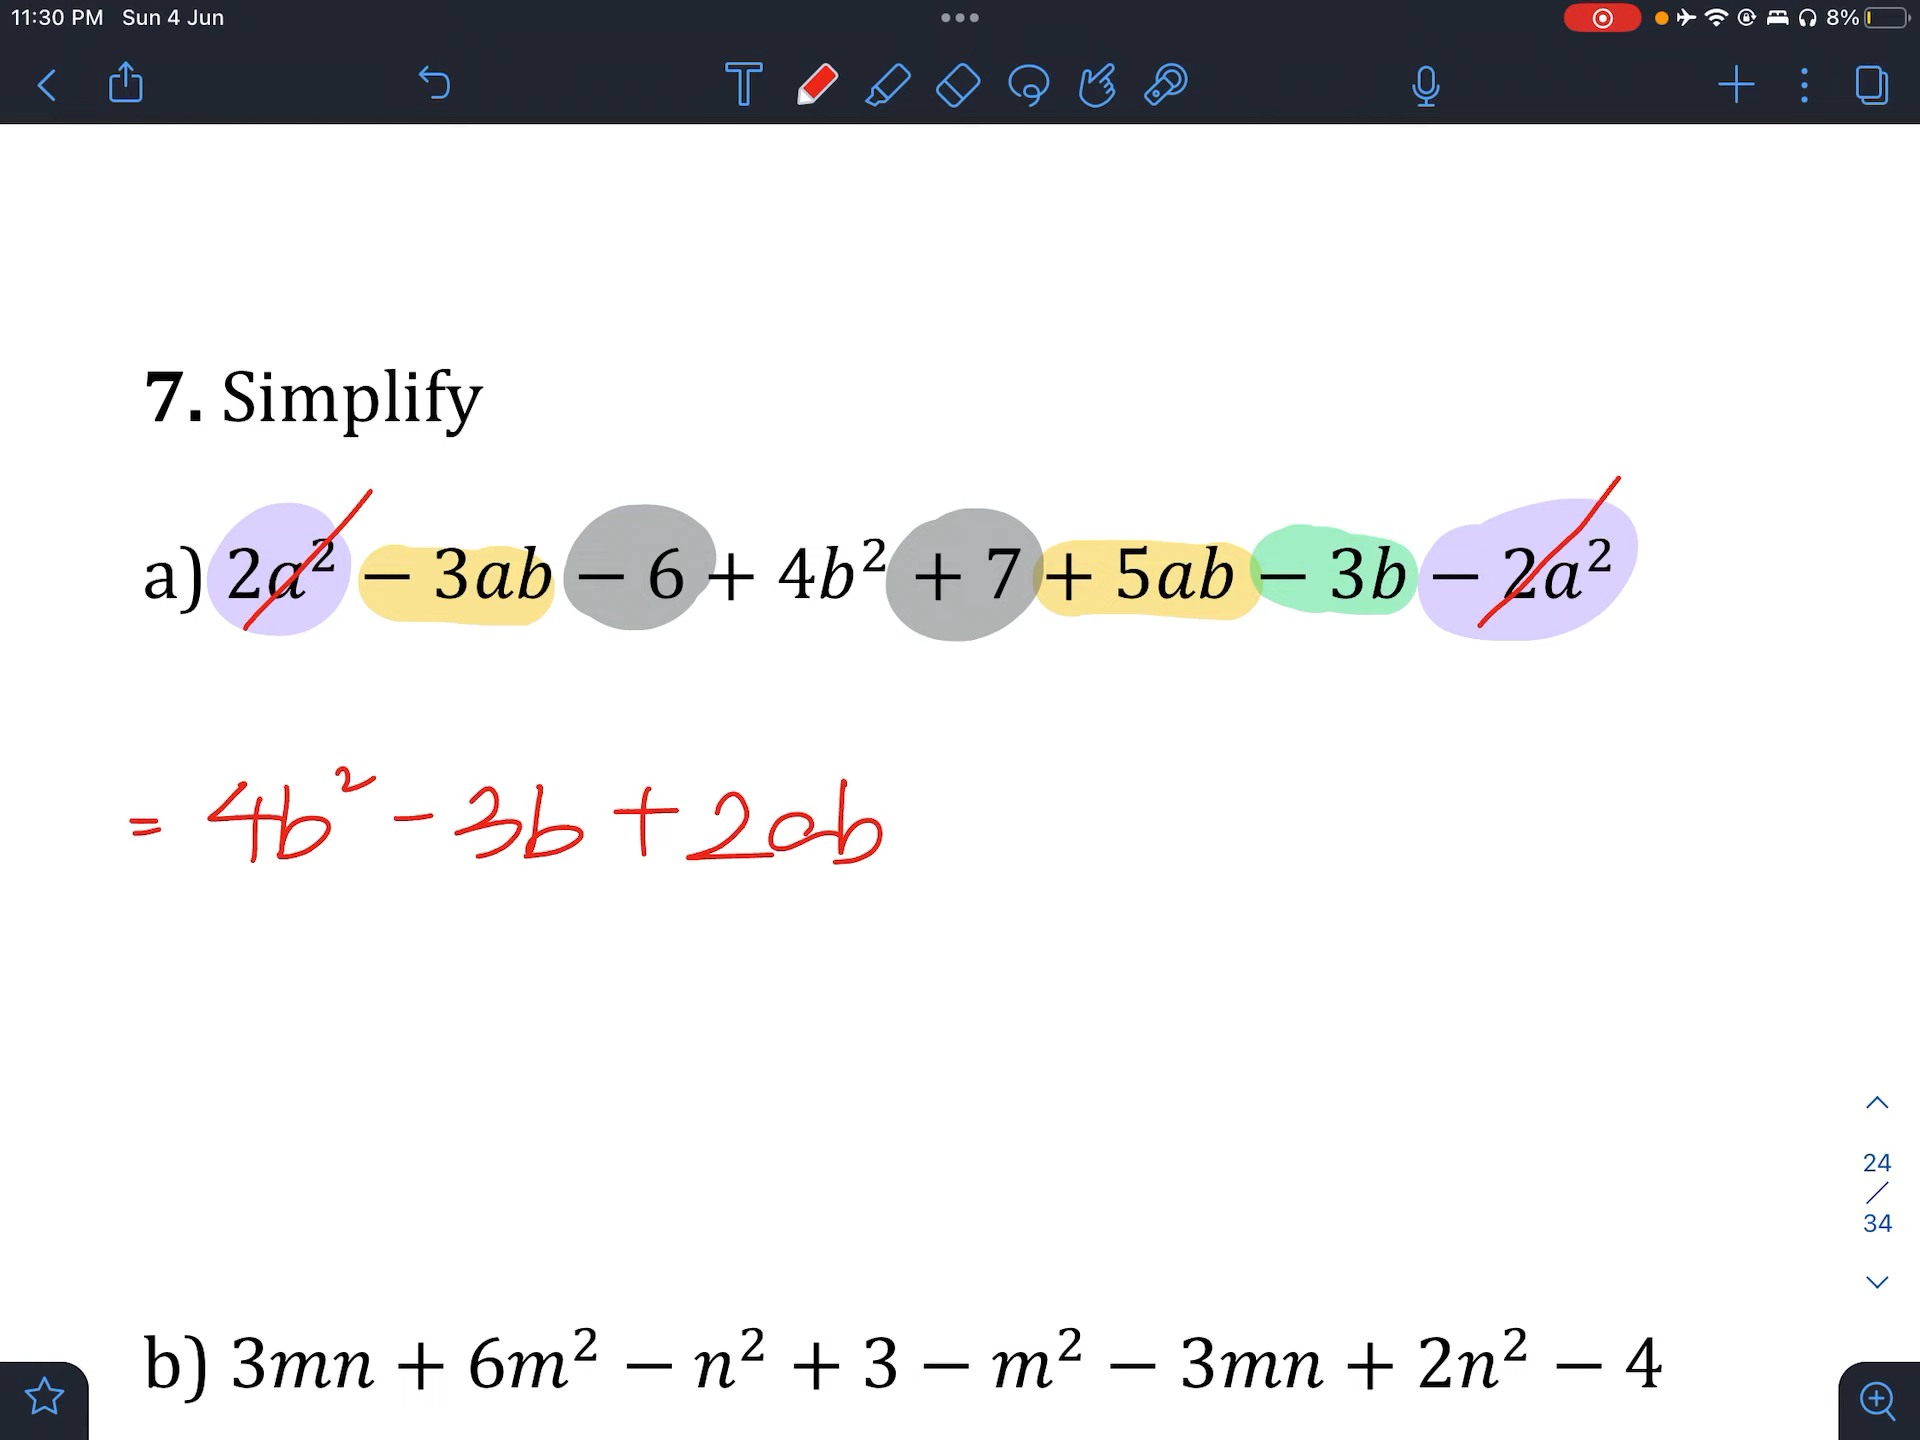 11:30 PM Sun 4 Jun 8%
7. Simplify
a) 2a² − 3ab − 6 + 4b² + 7 + 5ab − 3b − 2a²
= 4b² - 3b + 2ab
24
/
34
b) 3mn + 6m² − n² + 3 − m² − 3mn + 2n² − 4